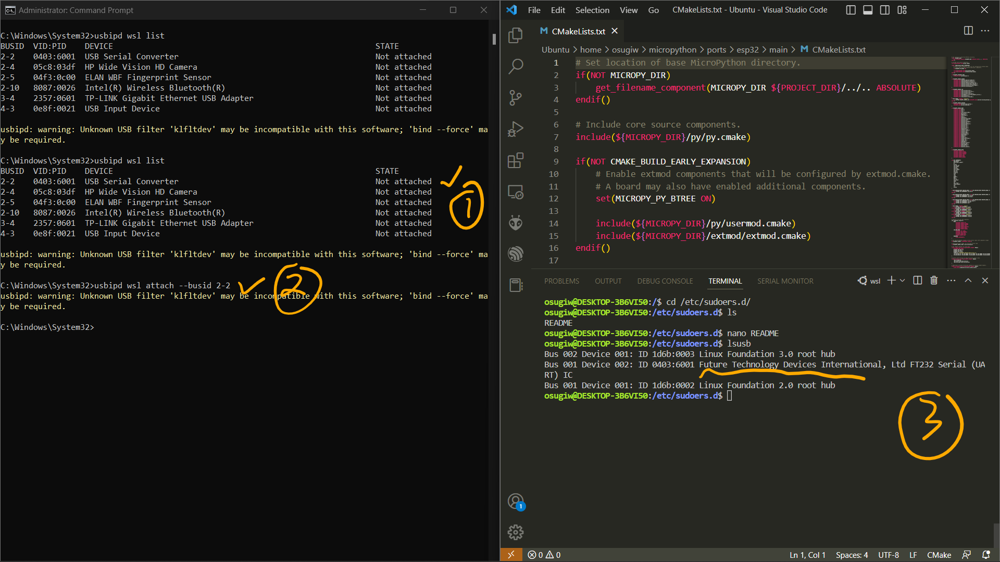 Administrator: Command Prompt
C:\Windows\System32>usbipd wsl list
BUSID  VID:PID    DEVICE                                                        STATE
2-2    0403:6001  USB Serial Converter                                          Not attached
2-4    05c8:03df  HP Wide Vision HD Camera                                      Not attached
2-5    04f3:0c00  ELAN WBF Fingerprint Sensor                                   Not attached
2-10   8087:0026  Intel(R) Wireless Bluetooth(R)                                Not attached
3-4    2357:0601  TP-LINK Gigabit Ethernet USB Adapter                          Not attached
4-3    0e8f:0021  USB Input Device                                              Not attached
usbipd: warning: Unknown USB filter 'klfltdev' may be incompatible with this software; 'bind --force' ma
y be required.
C:\Windows\System32>usbipd wsl list
BUSID  VID:PID    DEVICE                                                        STATE
2-2    0403:6001  USB Serial Converter                                          Not attached
2-4    05c8:03df  HP Wide Vision HD Camera                                      Not attached
2-5    04f3:0c00  ELAN WBF Fingerprint Sensor                                   Not attached
2-10   8087:0026  Intel(R) Wireless Bluetooth(R)                                Not attached
3-4    2357:0601  TP-LINK Gigabit Ethernet USB Adapter                          Not attached
4-3    0e8f:0021  USB Input Device                                              Not attached
1
usbipd: warning: Unknown USB filter 'klfltdev' may be incompatible with this software; 'bind --force' ma
y be required.
C:\Windows\System32>usbipd wsl attach --busid 2-2
2
usbipd: warning: Unknown USB filter 'klfltdev' may be incompatible with this software; 'bind --force' ma
y be required.
C:\Windows\System32>
File Edit Selection View Go CMakeLists.txt - Ubuntu - Visual Studio Code
M CMakeLists.txt
Ubuntu > home > osugiw > micropython > ports > esp32 > main > M CMakeLists.txt
1 # Set location of base MicroPython directory.
2 if(NOT MICROPY_DIR)
3     get_filename_component(MICROPY_DIR ${PROJECT_DIR}/../.. ABSOLUTE)
4 endif()
5
6 # Include core source components.
7 include(${MICROPY_DIR}/py/py.cmake)
8
9 if(NOT CMAKE_BUILD_EARLY_EXPANSION)
10     # Enable extmod components that will be configured by extmod.cmake.
11     # A board may also have enabled additional components.
12     set(MICROPY_PY_BTREE ON)
13
14     include(${MICROPY_DIR}/py/usermod.cmake)
15     include(${MICROPY_DIR}/extmod/extmod.cmake)
16 endif()
17
PROBLEMS OUTPUT DEBUG CONSOLE TERMINAL SERIAL MONITOR wsl
osugiw@DESKTOP-3B6VI50:/$ cd /etc/sudoers.d/
osugiw@DESKTOP-3B6VI50:/etc/sudoers.d$ ls
README
osugiw@DESKTOP-3B6VI50:/etc/sudoers.d$ nano README
osugiw@DESKTOP-3B6VI50:/etc/sudoers.d$ lsusb
Bus 002 Device 001: ID 1d6b:0003 Linux Foundation 3.0 root hub
Bus 001 Device 002: ID 0403:6001 Future Technology Devices International, Ltd FT232 Serial (UA
RT) IC
Bus 001 Device 001: ID 1d6b:0002 Linux Foundation 2.0 root hub
osugiw@DESKTOP-3B6VI50:/etc/sudoers.d$
3
1
0 0 Ln 1, Col 1 Spaces: 4 UTF-8 LF CMake